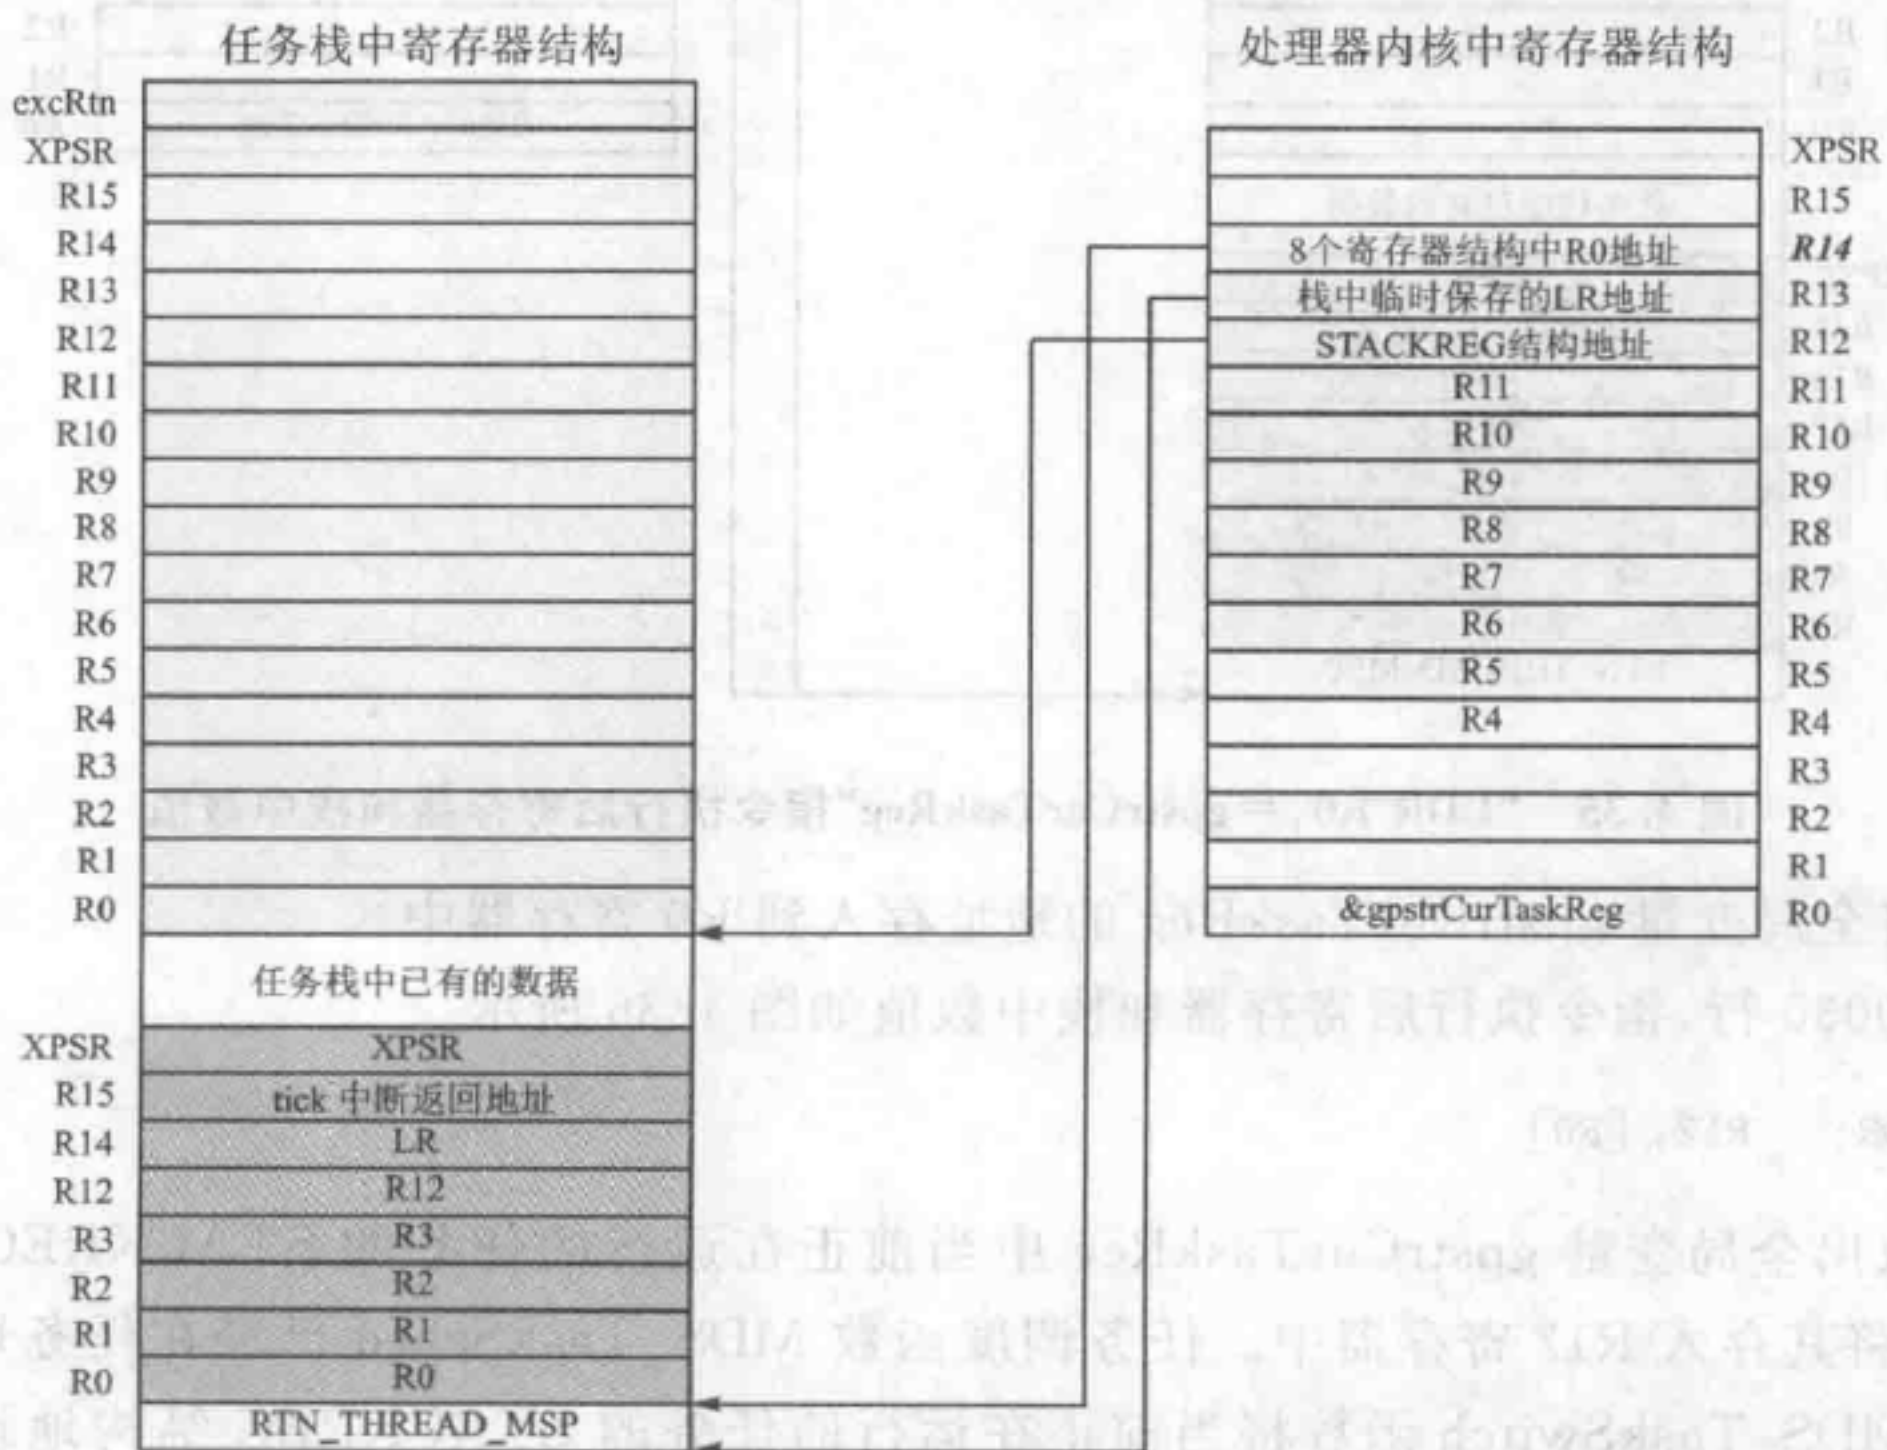 任务栈中寄存器结构
excRtn
XPSR
R15
R14
R13
R12
R11
R10
R9
R8
R7
R6
R5
R4
R3
R2
R1
R0
任务栈中已有的数据
XPSR XPSR
R15 tick 中断返回地址
R14 LR
R12 R12
R3 R3
R2 R2
R1 R1
R0 R0
RTN_THREAD_MSP
处理器内核中寄存器结构
XPSR
R15
8个寄存器结构中R0地址 R14
栈中临时保存的LR地址 R13
STACKREG结构地址 R12
R11 R11
R10 R10
R9 R9
R8 R8
R7 R7
R6 R6
R5 R5
R4 R4
R3
R2
R1
&gpstrCurTaskReg R0